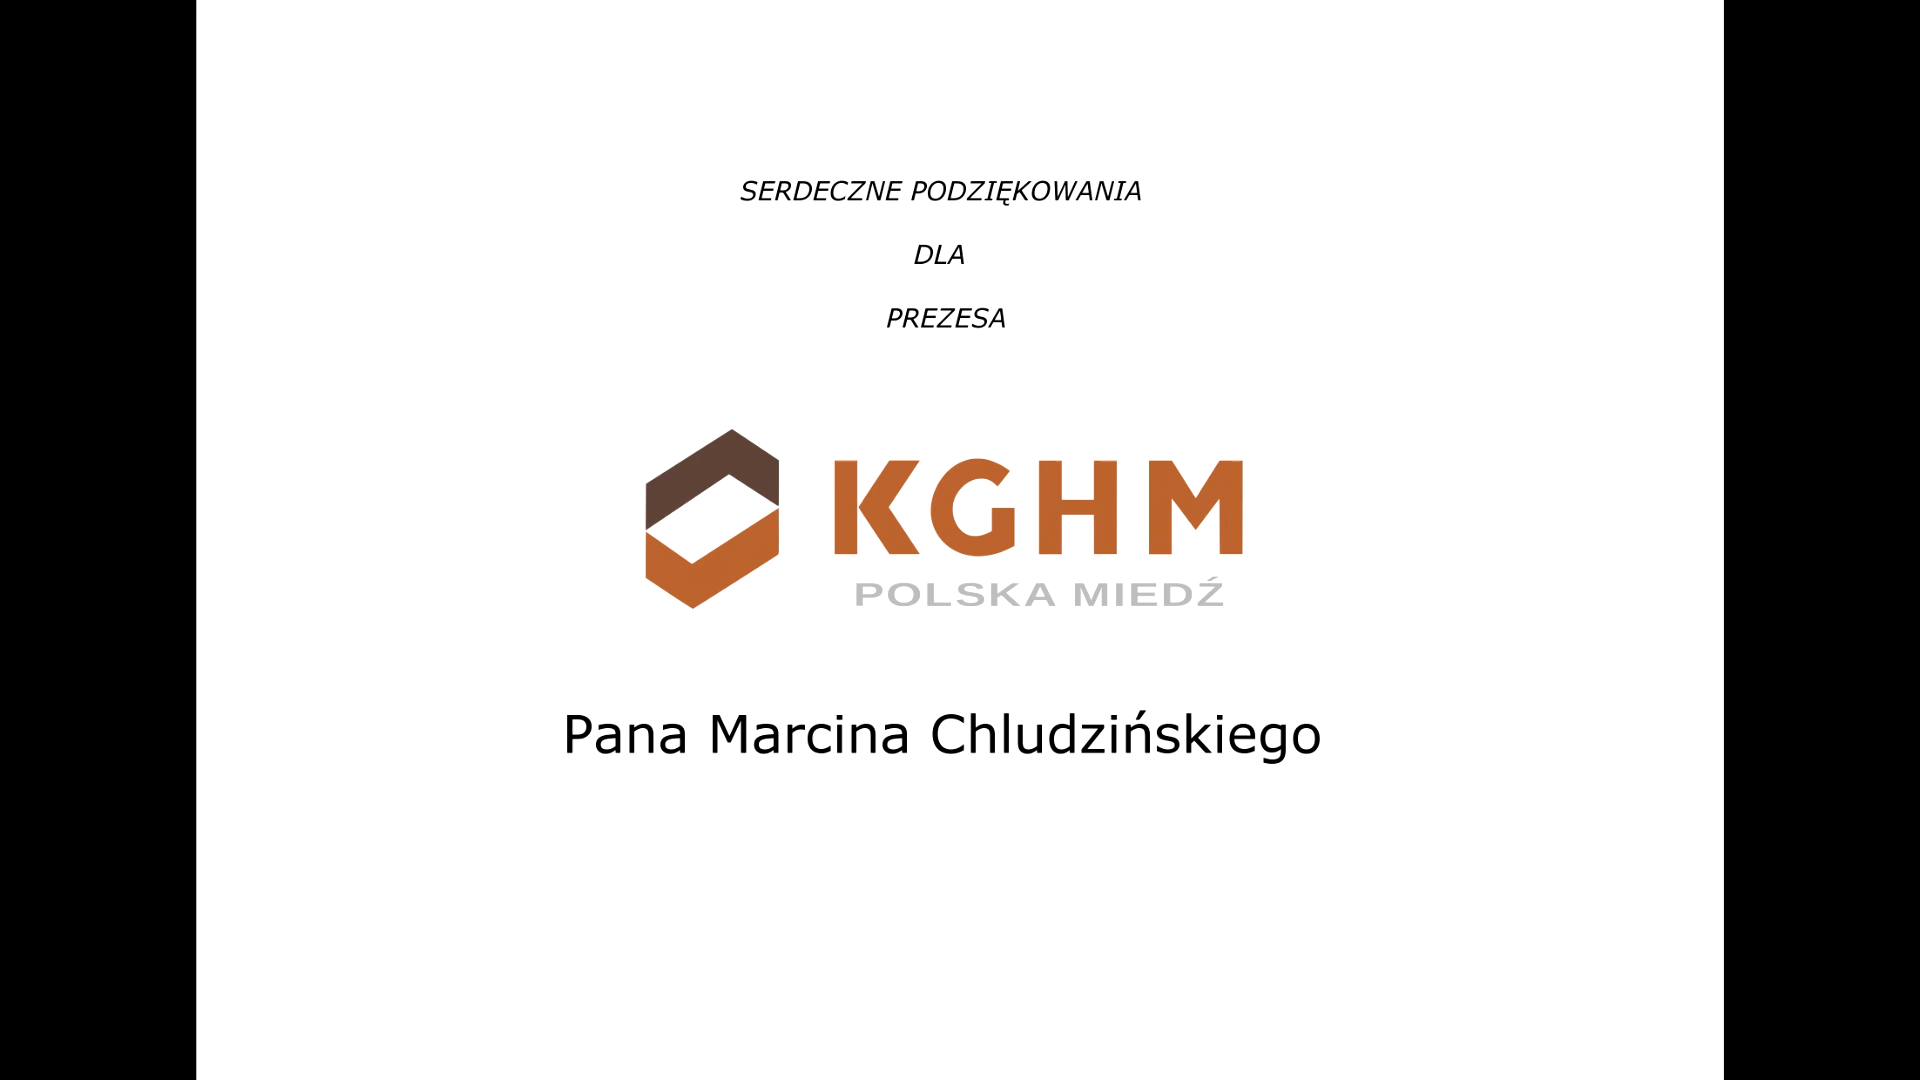 SERDECZNE PODZIĘKOWANIA
DLA
PREZESA
KGHM
POLSKA MIEDŹ
Pana Marcina Chludzińskiego